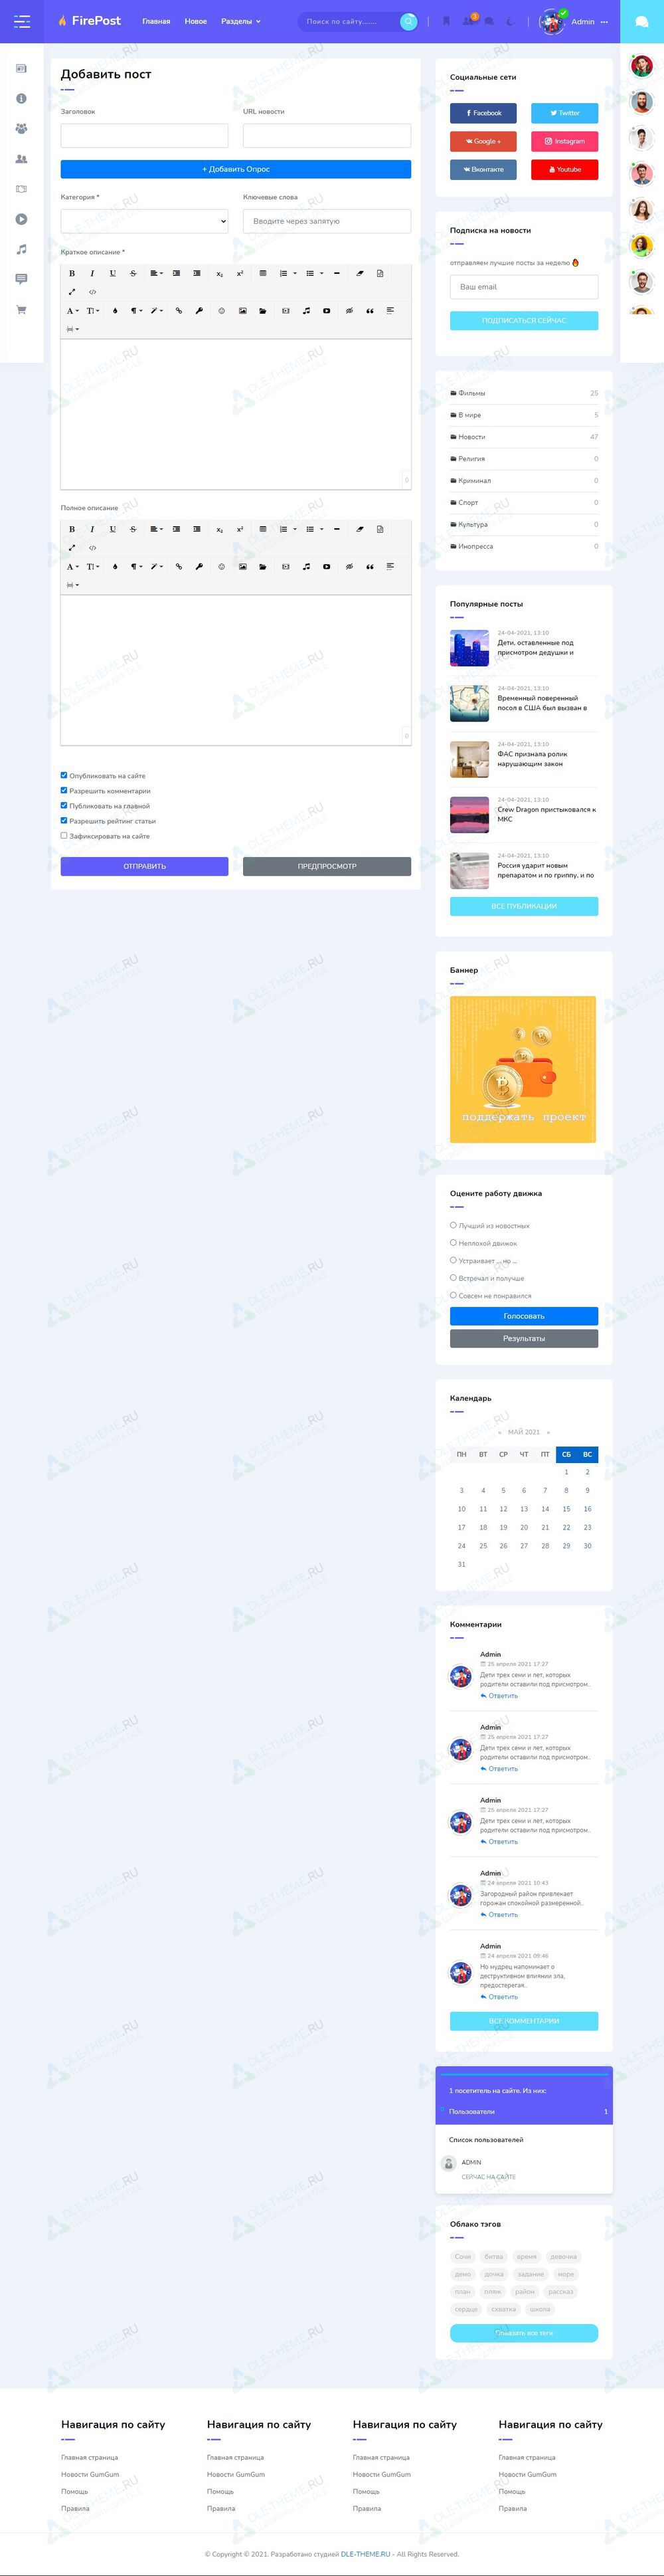 FirePost
Главная
Новое
Разделы
Поиск по сайту.......
3
Admin
Добавить пост
Заголовок
URL новости
+ Добавить Опрос
Категория *
Ключевые слова
Вводите через запятую
Краткое описание *
0
Полное описание
0
Опубликовать на сайте
Разрешить комментарии
Публиковать на главной
Разрешить рейтинг статьи
Зафиксировать на сайте
ОТПРАВИТЬ
ПРЕДПРОСМОТР
Социальные сети
Facebook
Twitter
Google +
Instagram
Вконтакте
Youtube
Подписка на новости
отправляем лучшие посты за неделю
Ваш email
ПОДПИСАТЬСЯ СЕЙЧАС
Фильмы 25
В мире 5
Новости 47
Религия 0
Криминал 0
Спорт 0
Культура 0
Инопресса 0
Популярные посты
24-04-2021, 13:10
Дети, оставленные под
присмотром дедушки и
24-04-2021, 13:10
Временный поверенный
посол в США был вызван в
24-04-2021, 13:10
ФАС признала ролик
нарушающим закон
24-04-2021, 13:10
Crew Dragon пристыковался к
МКС
24-04-2021, 13:10
Россия ударит новым
препаратом и по гриппу, и по
ВСЕ ПУБЛИКАЦИИ
Баннер
поддержать проект
Оцените работу движка
Лучший из новостных
Неплохой движок
Устраивает ... но ...
Встречал и получше
Совсем не понравился
Голосовать
Результаты
Календарь
« МАЙ 2021 »
ПН ВТ СР ЧТ ПТ СБ ВС
1 2
3 4 5 6 7 8 9
10 11 12 13 14 15 16
17 18 19 20 21 22 23
24 25 26 27 28 29 30
31
Комментарии
Admin
25 апреля 2021 17:27
Дети трех семи и лет, которых
родители оставили под присмотром..
Ответить
Admin
25 апреля 2021 17:27
Дети трех семи и лет, которых
родители оставили под присмотром..
Ответить
Admin
25 апреля 2021 17:27
Дети трех семи и лет, которых
родители оставили под присмотром..
Ответить
Admin
24 апреля 2021 10:43
Загородный район привлекает
горожан спокойной размеренной..
Ответить
Admin
24 апреля 2021 09:46
Но мудрец напоминает о
деструктивном влиянии зла,
предостерегая..
Ответить
ВСЕ КОММЕНТАРИИ
1 посетитель на сайте. Из них:
Пользователи 1
Список пользователей
ADMIN
СЕЙЧАС НА САЙТЕ
Облако тэгов
Сочи битва время девочка
демо дочка задание море
план пляж район рассказ
сердце схватка школа
Показать все теги
Навигация по сайту
Главная страница
Новости GumGum
Помощь
Правила
Навигация по сайту
Главная страница
Новости GumGum
Помощь
Правила
Навигация по сайту
Главная страница
Новости GumGum
Помощь
Правила
Навигация по сайту
Главная страница
Новости GumGum
Помощь
Правила
© Copyright © 2021. Разработано студией DLE-THEME.RU - All Rights Reserved.